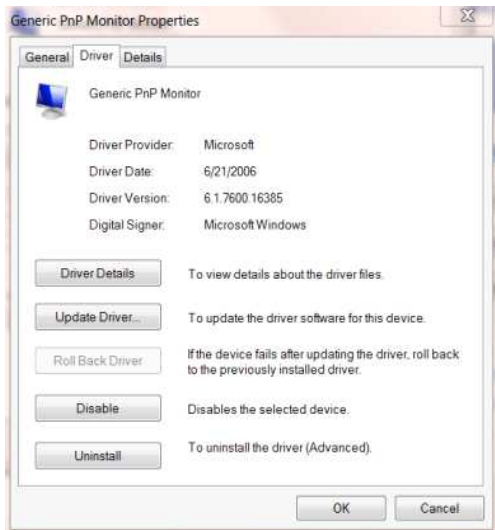 Generic PnP Monitor Properties
General Driver Details
Generic PnP Monitor
Driver Provider: Microsoft
Driver Date: 6/21/2006
Driver Version: 6.1.7600.16385
Digital Signer: Microsoft Windows
Driver Details To view details about the driver files.
Update Driver... To update the driver software for this device.
Roll Back Driver If the device fails after updating the driver, roll back
to the previously installed driver.
Disable Disables the selected device.
Uninstall To uninstall the driver (Advanced).
OK Cancel